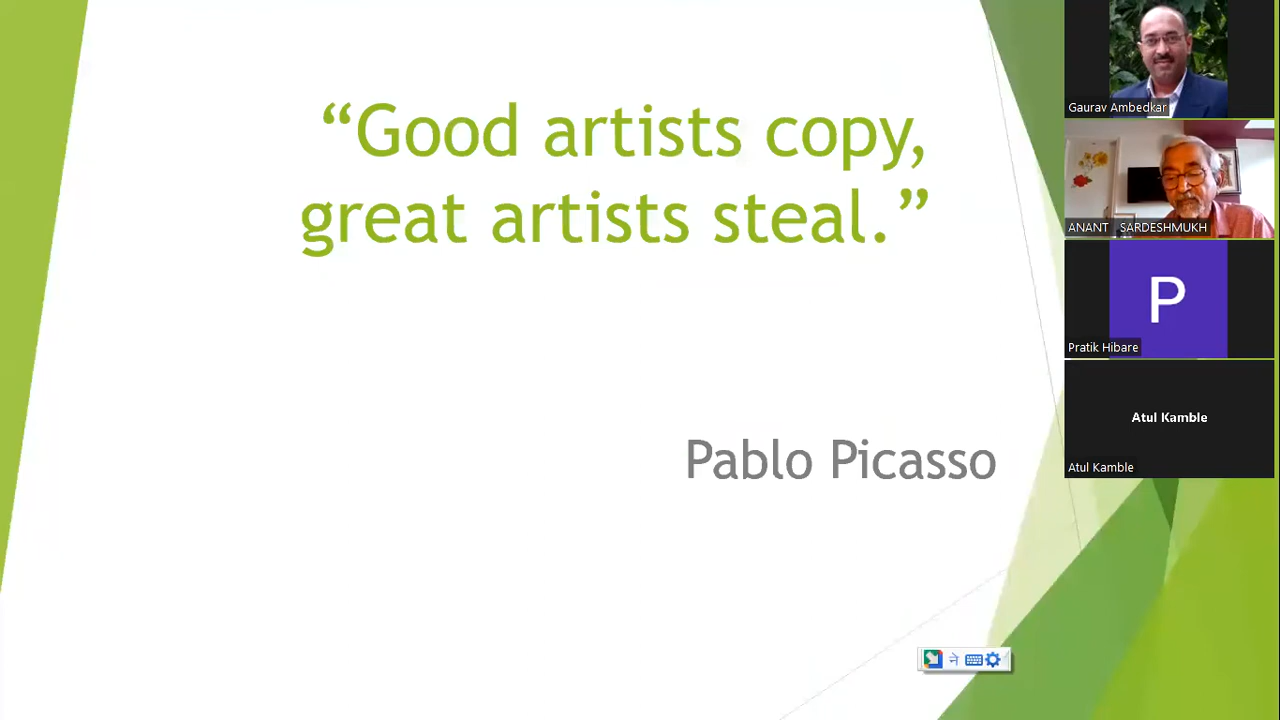 “Good artists copy,
great artists steal.”
Pablo Picasso
Gaurav Ambedkar
ANANT SARDESHMUKH
P
Pratik Hibare
Atul Kamble
Atul Kamble
ने